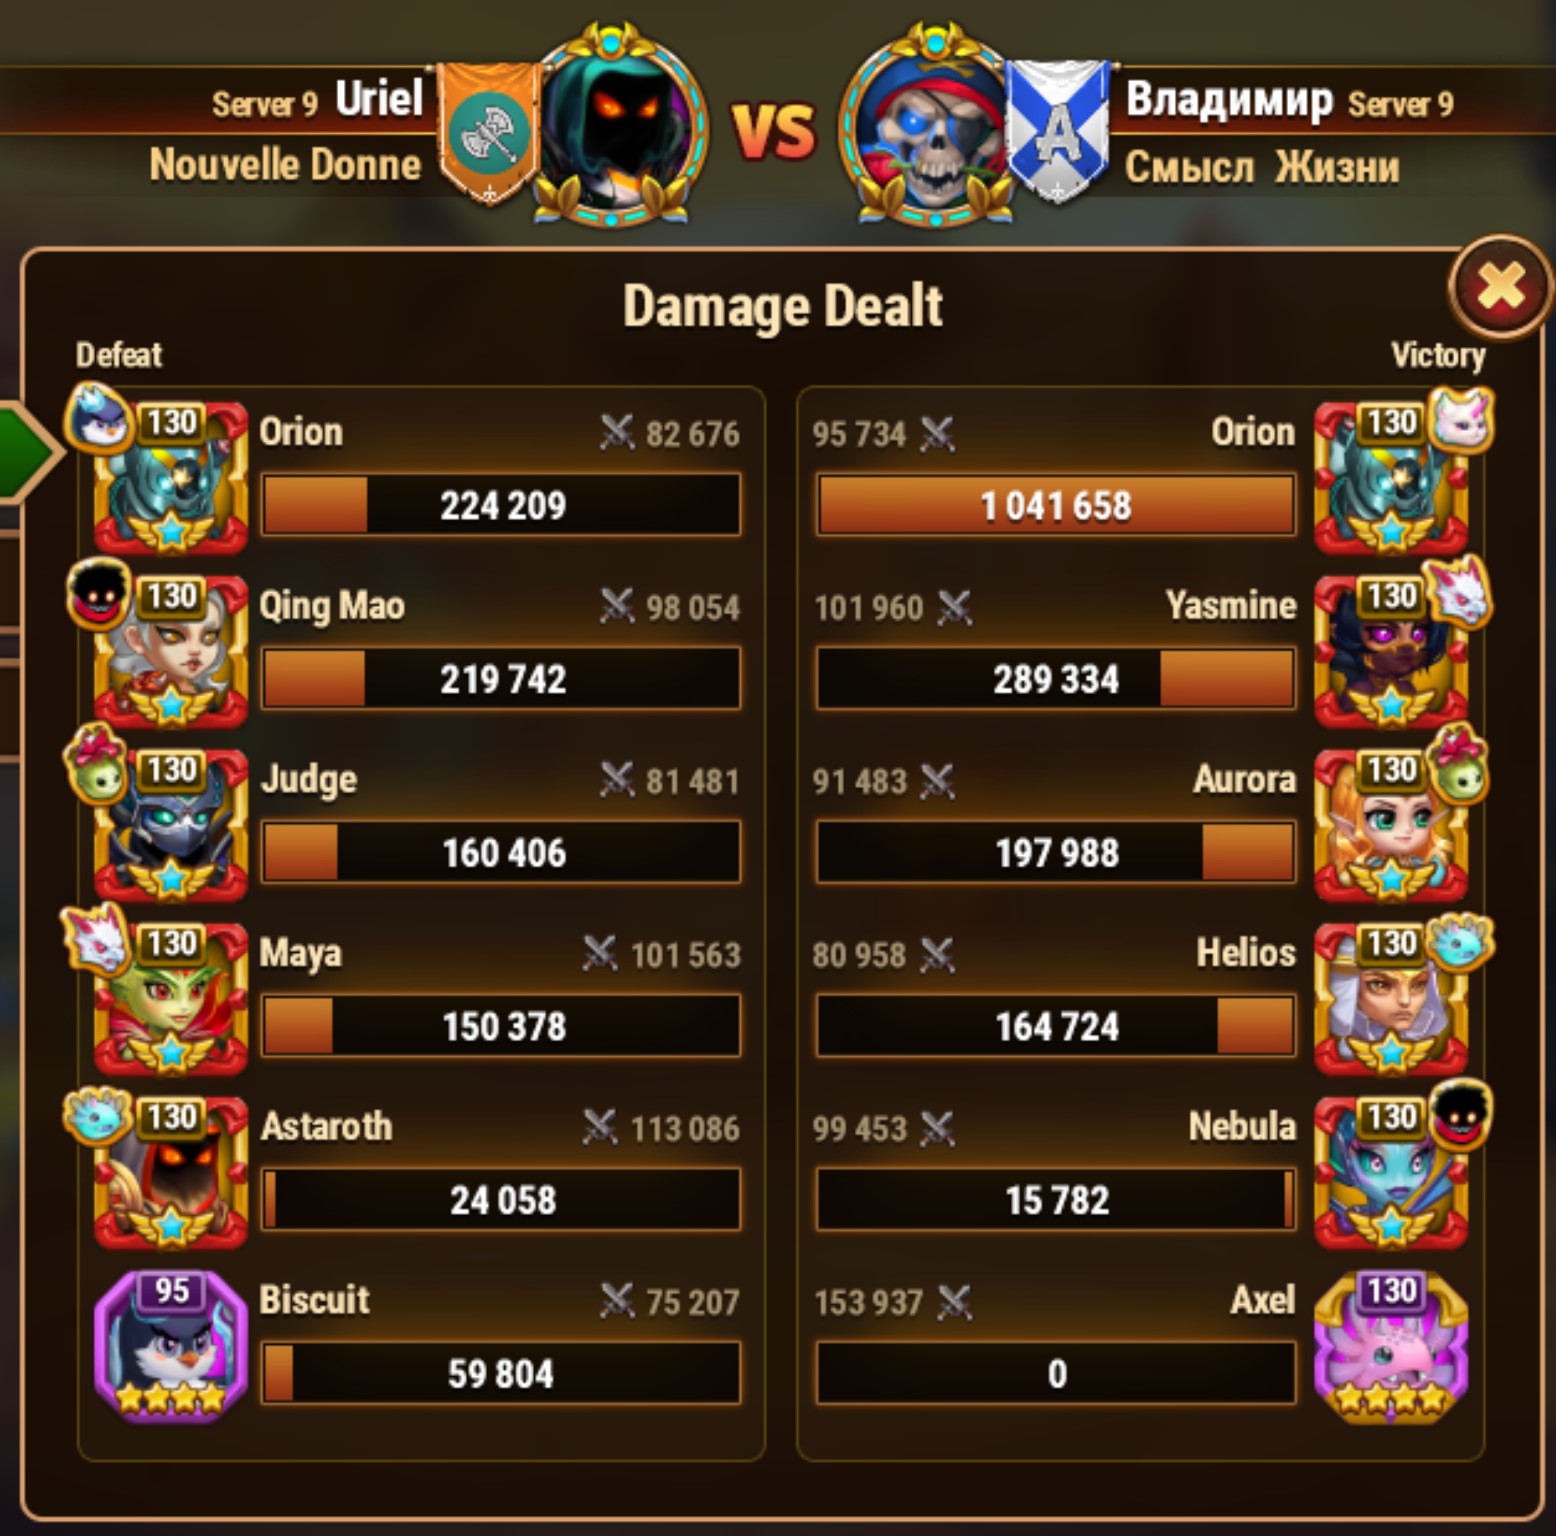 Server 9 Uriel
Nouvelle Donne
VS
A
Владимир Server 9
Смысл Жизни
Damage Dealt
Defeat
Victory
130 Orion 82 676
224 209
95 734 Orion 130
1 041 658
130 Qing Mao 98 054
219 742
101 960 Yasmine 130
289 334
130 Judge 81 481
160 406
91 483 Aurora 130
197 988
130 Maya 101 563
150 378
80 958 Helios 130
164 724
130 Astaroth 113 086
24 058
99 453 Nebula 130
15 782
95 Biscuit 75 207
59 804
153 937 Axel 130
0